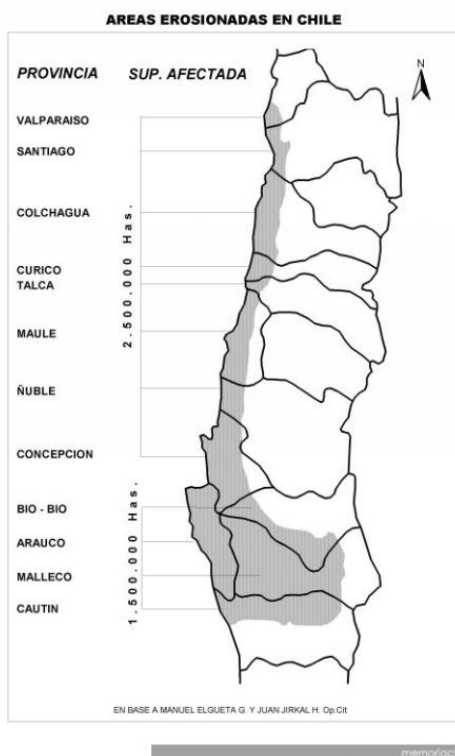 AREAS EROSIONADAS EN CHILE
PROVINCIA SUP. AFECTADA
N
VALPARAISO
SANTIAGO
COLCHAGUA
CURICO
TALCA
MAULE
ÑUBLE
CONCEPCION
2.500.000 Has.
BIO - BIO
ARAUCO
MALLECO
CAUTIN
1.500.000 Has.
EN BASE A MANUEL ELGUETA G. Y JUAN JIRKAL H. Op.Cit